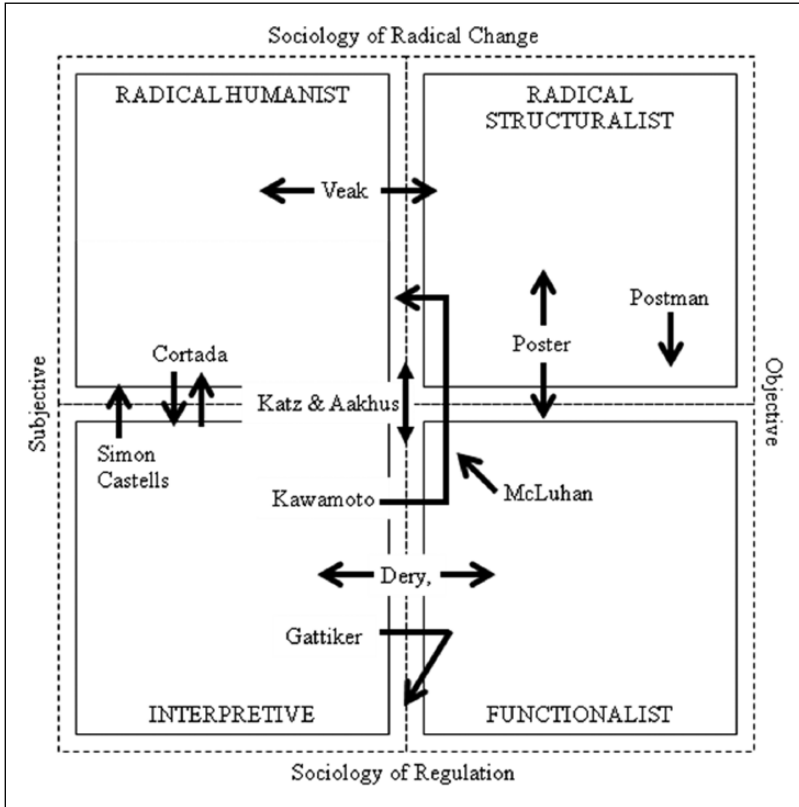 Sociology of Radical Change
RADICAL HUMANIST
RADICAL
STRUCTURALIST
Veak
Postman
Cortada
Poster
Subjective
Objective
Katz & Aakhus
Simon
Castells
Kawamoto
McLuhan
Dery,
Gattiker
INTERPRETIVE
FUNCTIONALIST
Sociology of Regulation